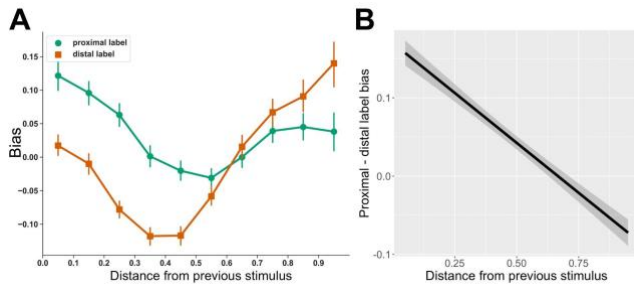 A
proximal label
distal label
Bias
0.15
0.10
0.05
0.00
−0.05
−0.10
0.0 0.1 0.2 0.3 0.4 0.5 0.6 0.7 0.8 0.9
Distance from previous stimulus
B
Proximal - distal label bias
0.1
0.0
-0.1
0.25 0.50 0.75
Distance from previous stimulus